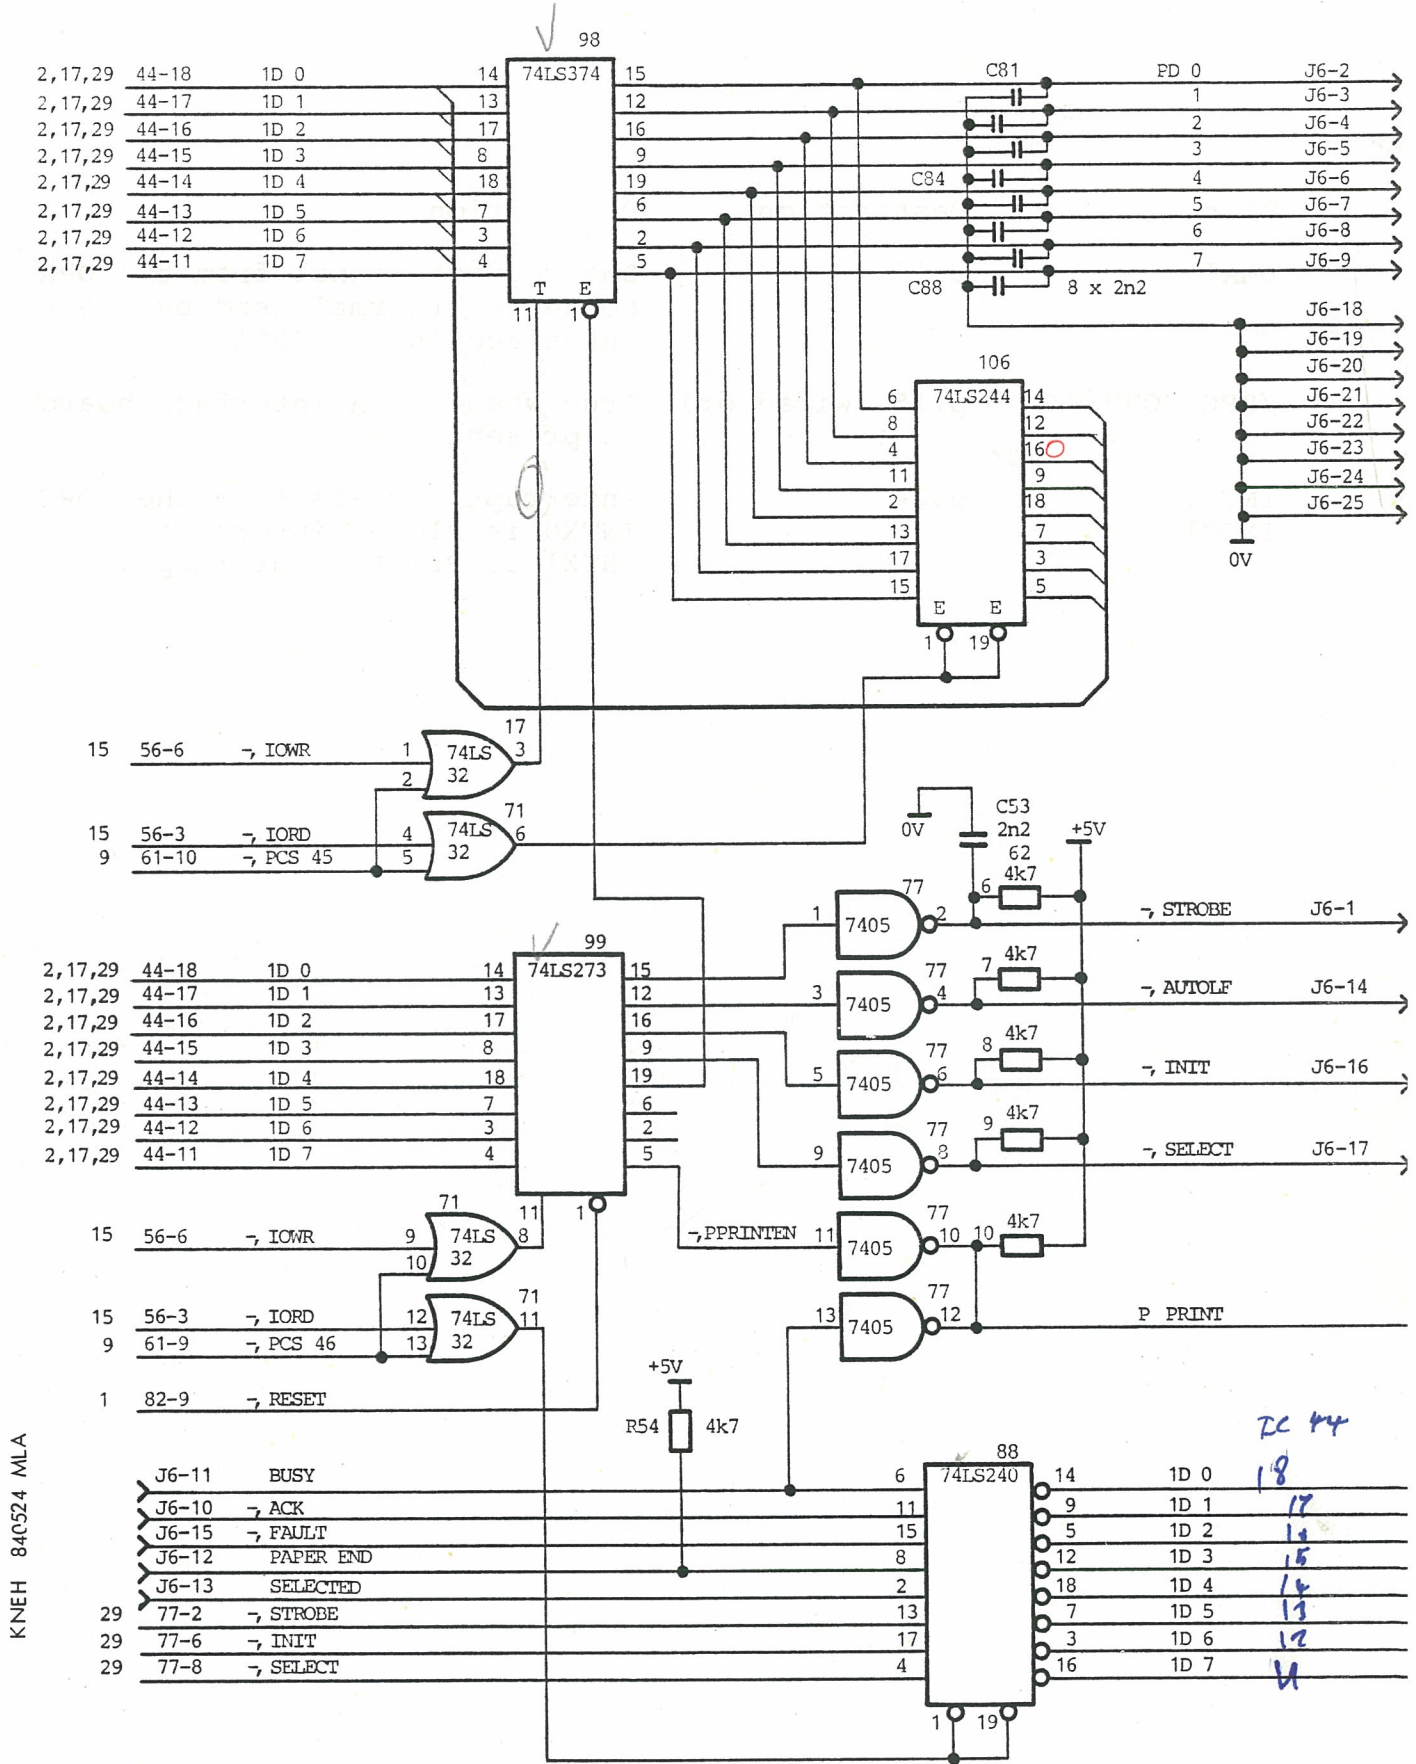 98
2,17,29 44-18 1D 0 14 74LS374 15 C81 PD 0 J6-2
2,17,29 44-17 1D 1 13 12 1 J6-3
2,17,29 44-16 1D 2 17 16 2 J6-4
2,17,29 44-15 1D 3 8 9 3 J6-5
2,17,29 44-14 1D 4 18 19 C84 4 J6-6
2,17,29 44-13 1D 5 7 6 5 J6-7
2,17,29 44-12 1D 6 3 2 6 J6-8
2,17,29 44-11 1D 7 4 5 7 J6-9
T E C88 8 x 2n2
11 1 J6-18
J6-19
J6-20
J6-21
J6-22
J6-23
J6-24
J6-25
0V
106
6 74LS244 14
8 12
4 16
11 9
2 18
13 7
17 3
15 5
E E
1 19
17
15 56-6 ¬, IOWR 1 74LS 3
2 32
71
15 56-3 ¬, IORD 4 74LS 6
9 61-10 ¬, PCS 45 5 32
0V C53 +5V
2n2
62
77 6 4k7
1 7405 2 ¬, STROBE J6-1
99
2,17,29 44-18 1D 0 14 74LS273 15
2,17,29 44-17 1D 1 13 12
2,17,29 44-16 1D 2 17 16
2,17,29 44-15 1D 3 8 9
2,17,29 44-14 1D 4 18 19
2,17,29 44-13 1D 5 7 6
2,17,29 44-12 1D 6 3 2
2,17,29 44-11 1D 7 4 5
77 7 4k7
3 7405 4 ¬, AUTOLF J6-14
77 8 4k7
5 7405 6 ¬, INIT J6-16
77 9 4k7
9 7405 8 ¬, SELECT J6-17
11 1
71
15 56-6 ¬, IOWR 9 74LS 8
10 32
¬,PPRINTEN 11 7405 77 10 10 4k7
71
15 56-3 ¬, IORD 12 74LS 11
9 61-9 ¬, PCS 46 13 32
77
13 7405 12 P PRINT
1 82-9 ¬, RESET
+5V
R54 4k7
IC 44
88
J6-11 BUSY 6 74LS240 14 1D 0 18
J6-10 ¬, ACK 11 9 1D 1 17
J6-15 ¬, FAULT 15 5 1D 2
J6-12 PAPER END 8 12 1D 3 15
J6-13 SELECTED 2 18 1D 4 14
29 77-2 ¬, STROBE 13 7 1D 5 13
29 77-6 ¬, INIT 17 3 1D 6 12
29 77-8 ¬, SELECT 4 16 1D 7 11
1 19
KNEH 840524 MLA